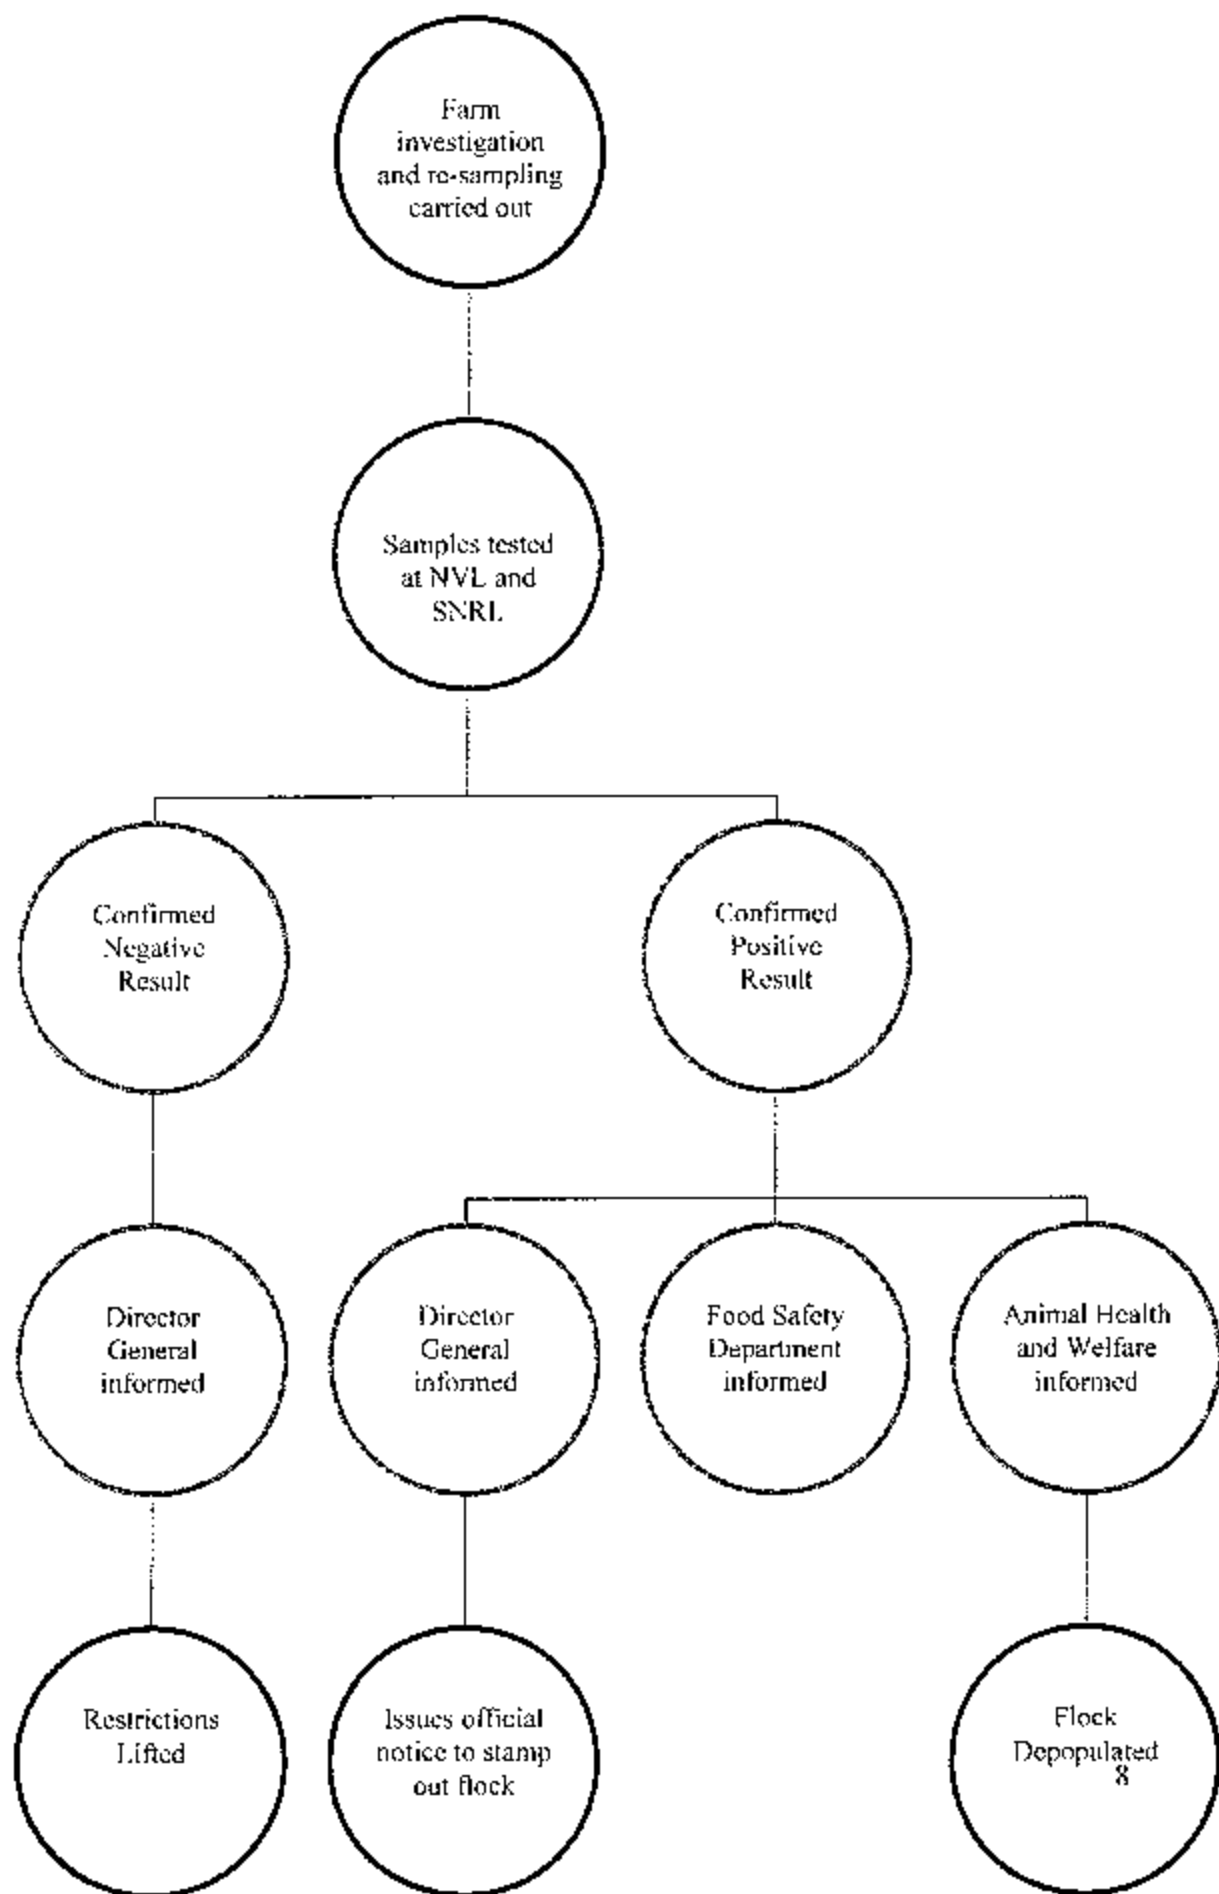 Farm
investigation
and re-sampling
carried out
Samples tested
at NVL and
SNRL
Confirmed
Negative
Result
Confirmed
Positive
Result
Director
General
informed
Director
General
informed
Food Safety
Department
informed
Animal Health
and Welfare
informed
Restrictions
Lifted
Issues official
notice to stamp
out flock
Flock
Depopulated
8